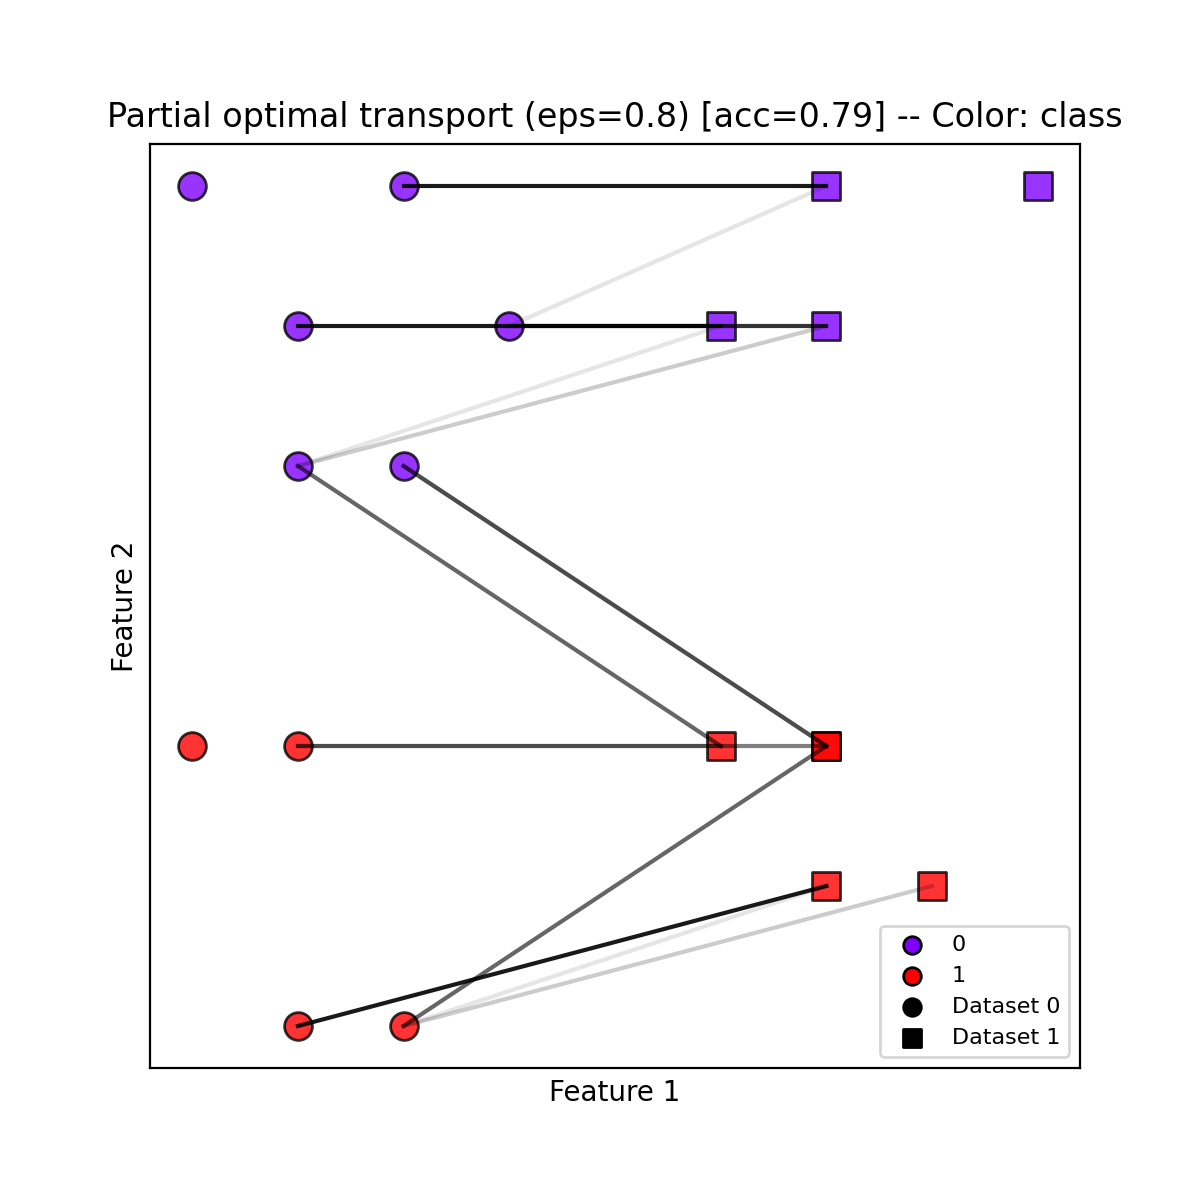 Partial optimal transport (eps=0.8) [acc=0.79] -- Color: class
Feature 2
0
1
Dataset 0
Dataset 1
Feature 1